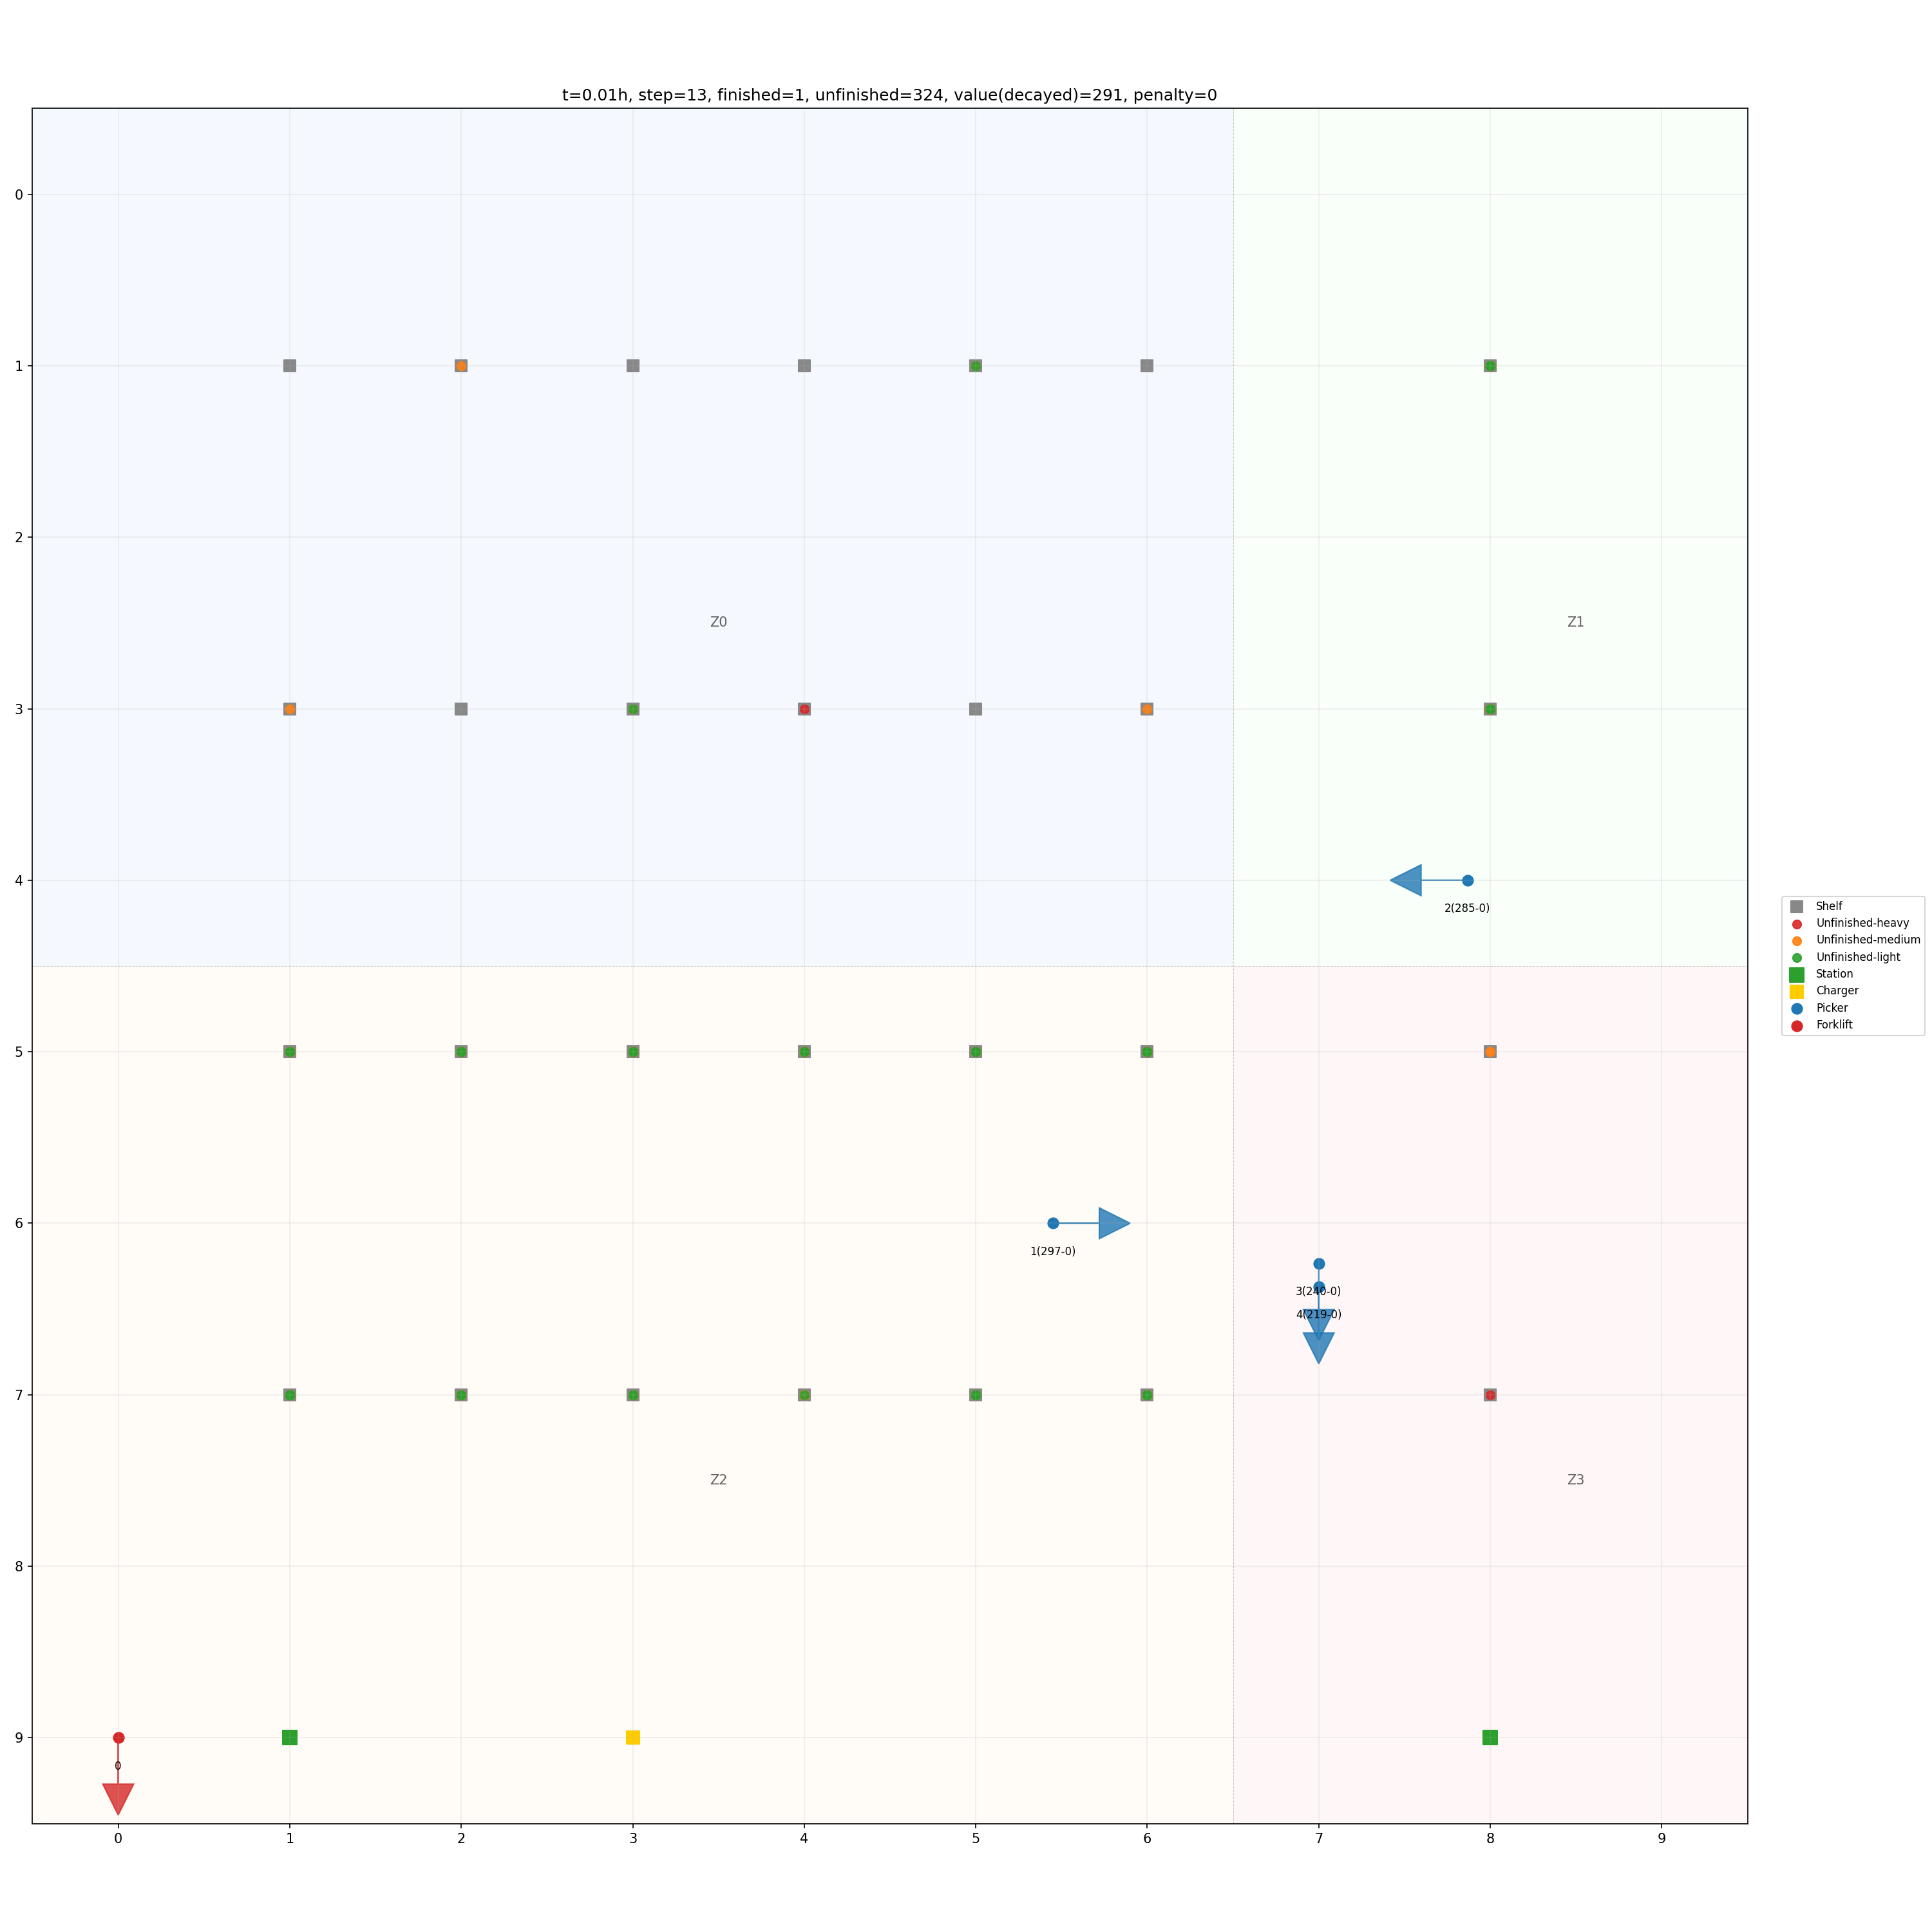 t=0.01h, step=13, finished=1, unfinished=324, value(decayed)=291, penalty=0
0
1
2
Z0
Z1
3
4
2(285-0)
Shelf
Unfinished-heavy
Unfinished-medium
Unfinished-light
Station
Charger
Picker
Forklift
5
6
1(297-0)
3(240-0)
4(219-0)
7
Z2
Z3
8
9
0
0 1 2 3 4 5 6 7 8 9